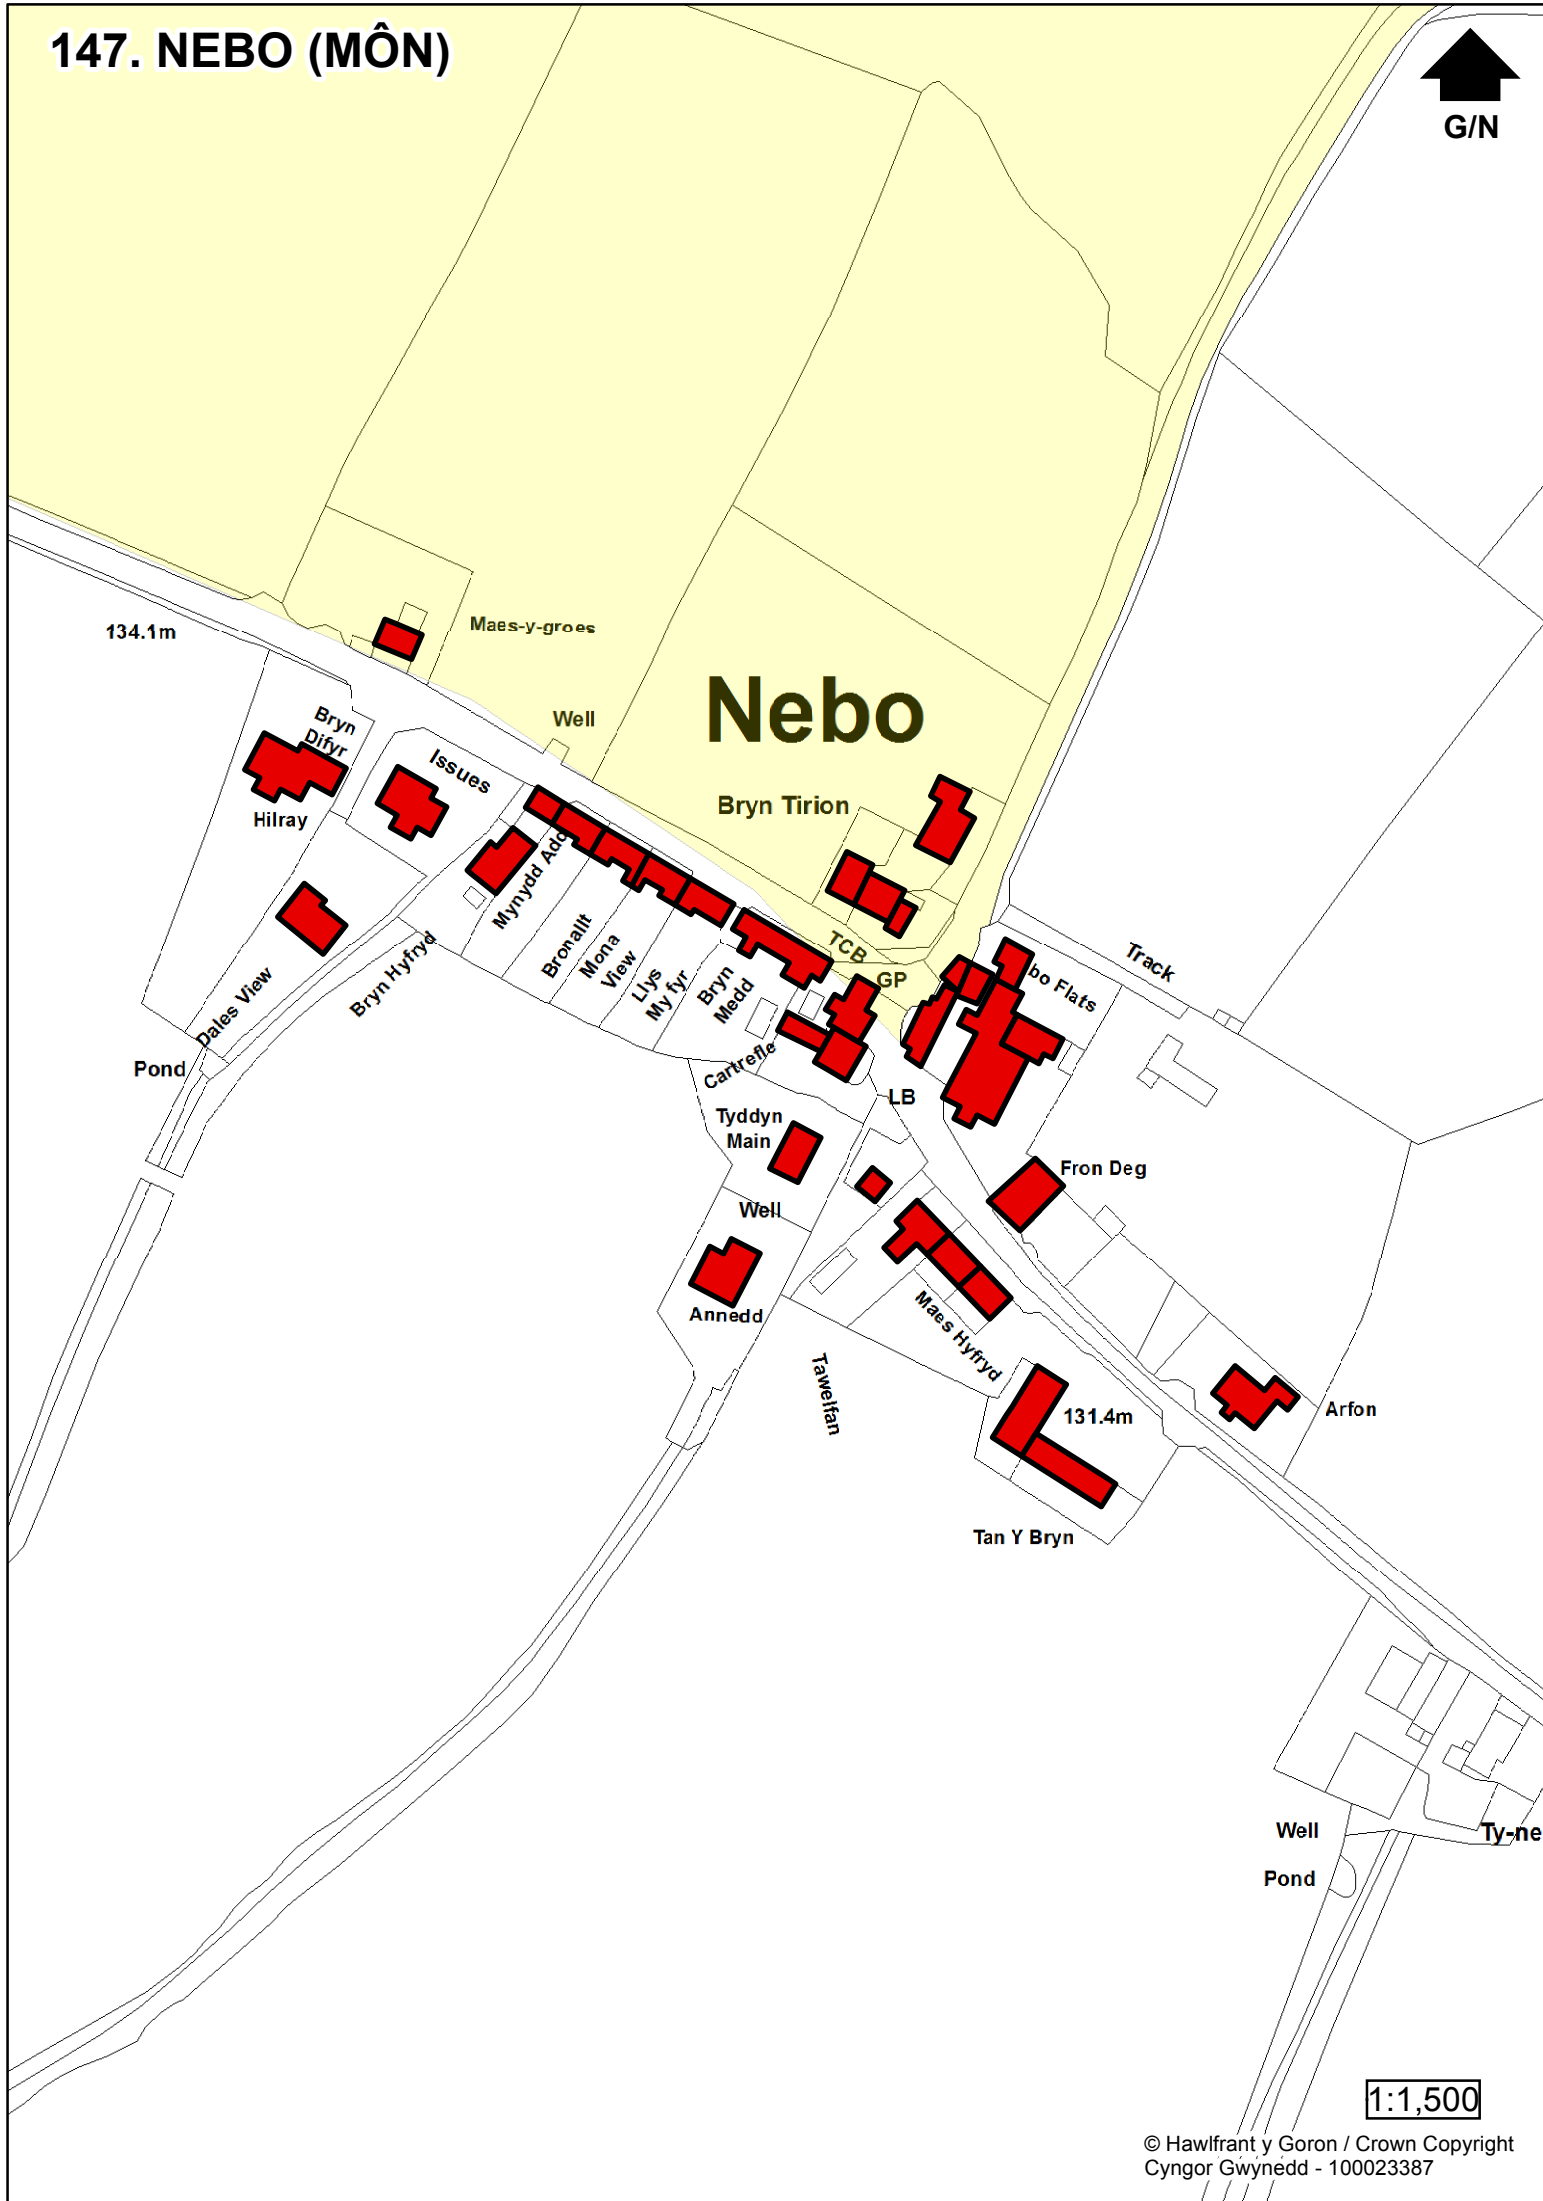 147. NEBO (MÔN)
G/N
134.1m
Maes-y-groes
Well
Nebo
Bryn
Difyr
Issues
Bryn Tirion
Hilray
Mynydd
Bronallt
Mona
View
Llys
My fyr
Bryn
Medd
TCB
GP
Track
bo Flats
Bryn Hyfryd
Dales View
Pond
Cartrefle
LB
Tyddyn
Main
Fron Deg
Well
Annedd
Maes Hyfryd
Tawelfan
131.4m
Arfon
Tan Y Bryn
Well
Ty-ne
Pond
1:1,500
© Hawlfrant y Goron / Crown Copyright
Cyngor Gwynedd - 100023387